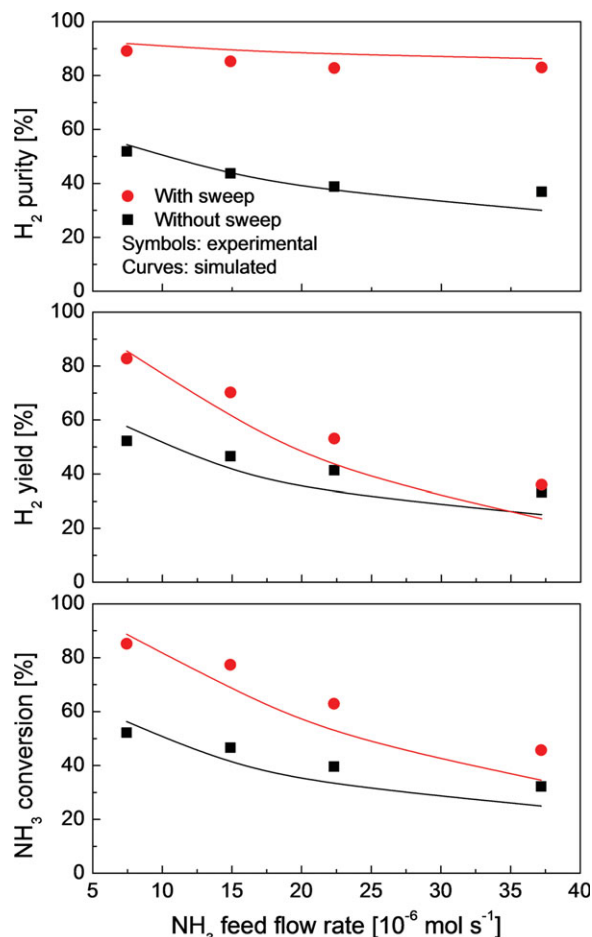 100
80
60
40
20
0
H₂ purity [%]
With sweep
Without sweep
Symbols: experimental
Curves: simulated
100
80
60
40
20
0
H₂ yield [%]
100
80
60
40
20
0
NH₃ conversion [%]
5 10 15 20 25 30 35 40
NH₃ feed flow rate [10⁻⁶ mol s⁻¹]